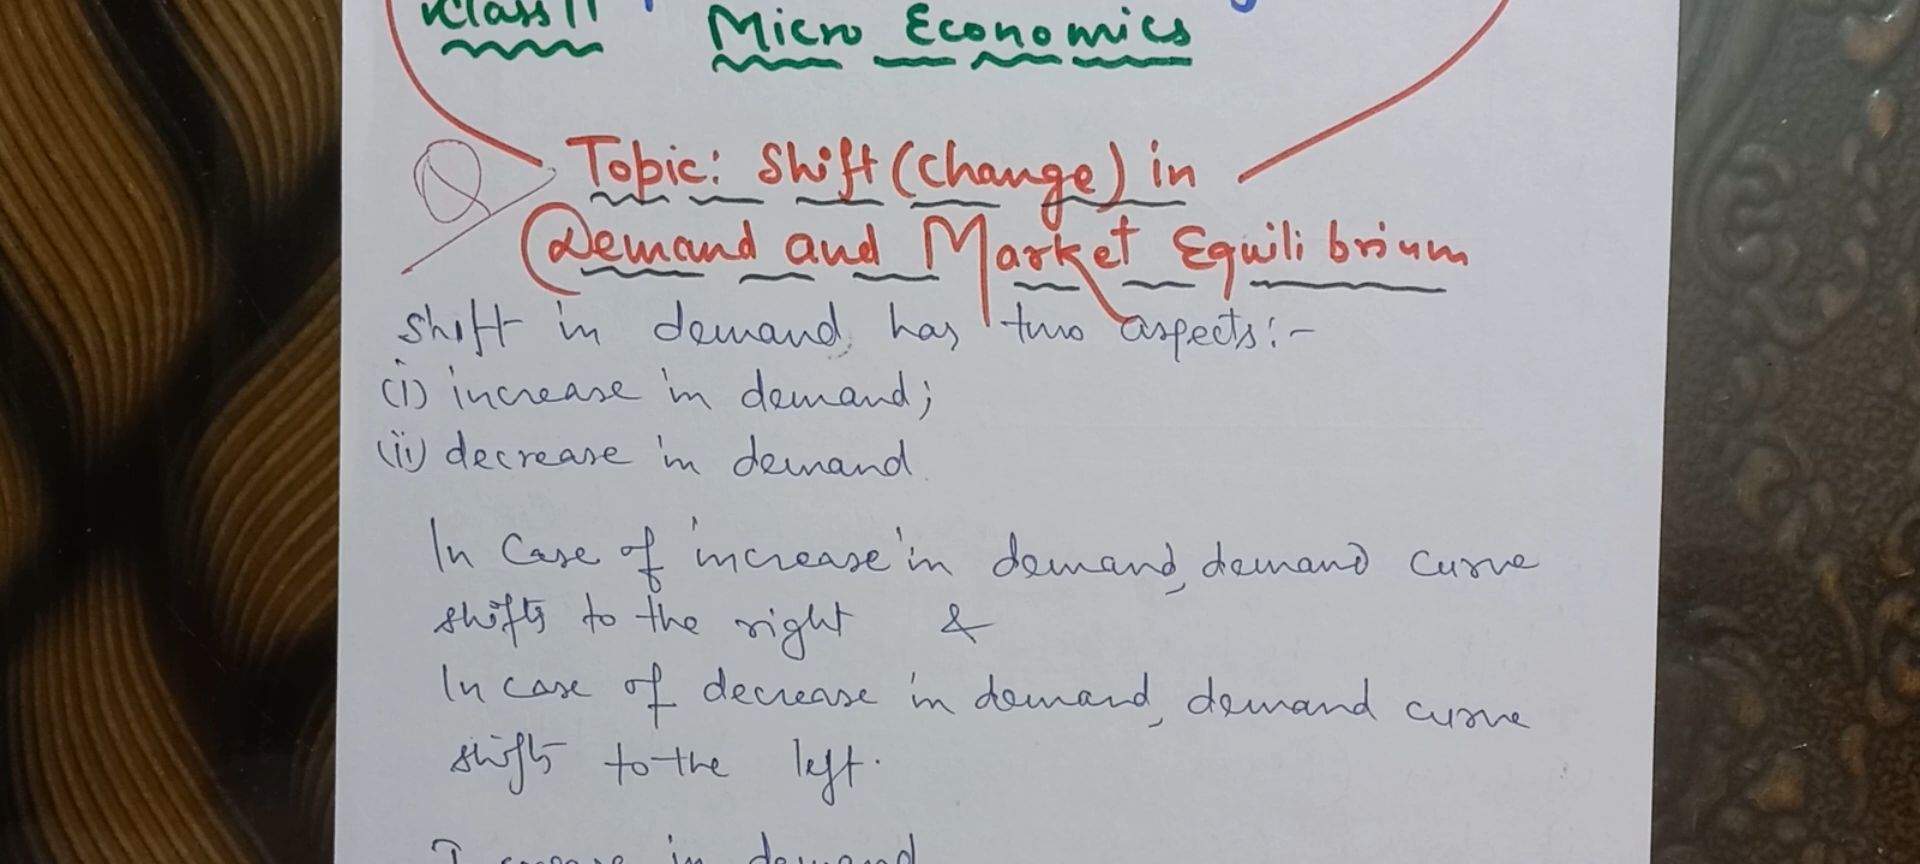 Class 11 Micro Economics
Topic: Shift (Change) in
Demand and Market Equilibrium
Shift in demand has two aspects:-
(i) increase in demand;
(ii) decrease in demand
In Case of increase in demand, demand curve
shifts to the right &
In case of decrease in demand, demand curve
shifts to the left.
in demand